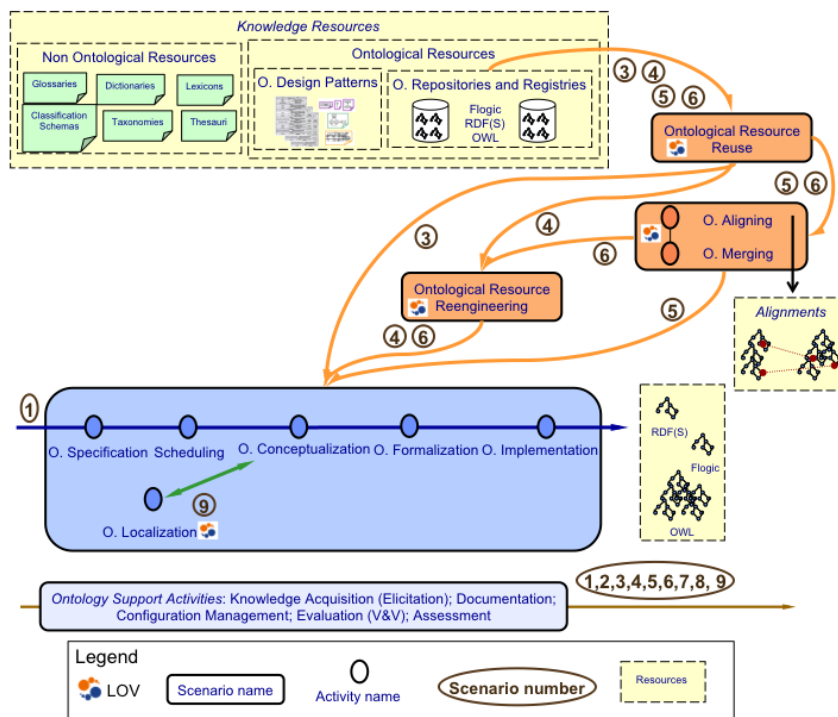 Knowledge Resources
Non Ontological Resources
Glossaries
Dictionaries
Lexicons
Classification
Schemas
Taxonomies
Thesauri
Ontological Resources
O. Design Patterns
O. Repositories and Registries
Flogic
RDF(S)
OWL
3 4
5 6
Ontological Resource
Reuse
5 6
O. Aligning
O. Merging
3
4
6
Ontological Resource
Reengineering
4 6
5
Alignments
1
O. Specification
Scheduling
O. Conceptualization
O. Formalization
O. Implementation
9
O. Localization
RDF(S)
Flogic
OWL
Ontology Support Activities: Knowledge Acquisition (Elicitation); Documentation;
Configuration Management; Evaluation (V&V); Assessment
1,2,3,4,5,6,7,8, 9
Legend
LOV
Scenario name
Activity name
Scenario number
Resources